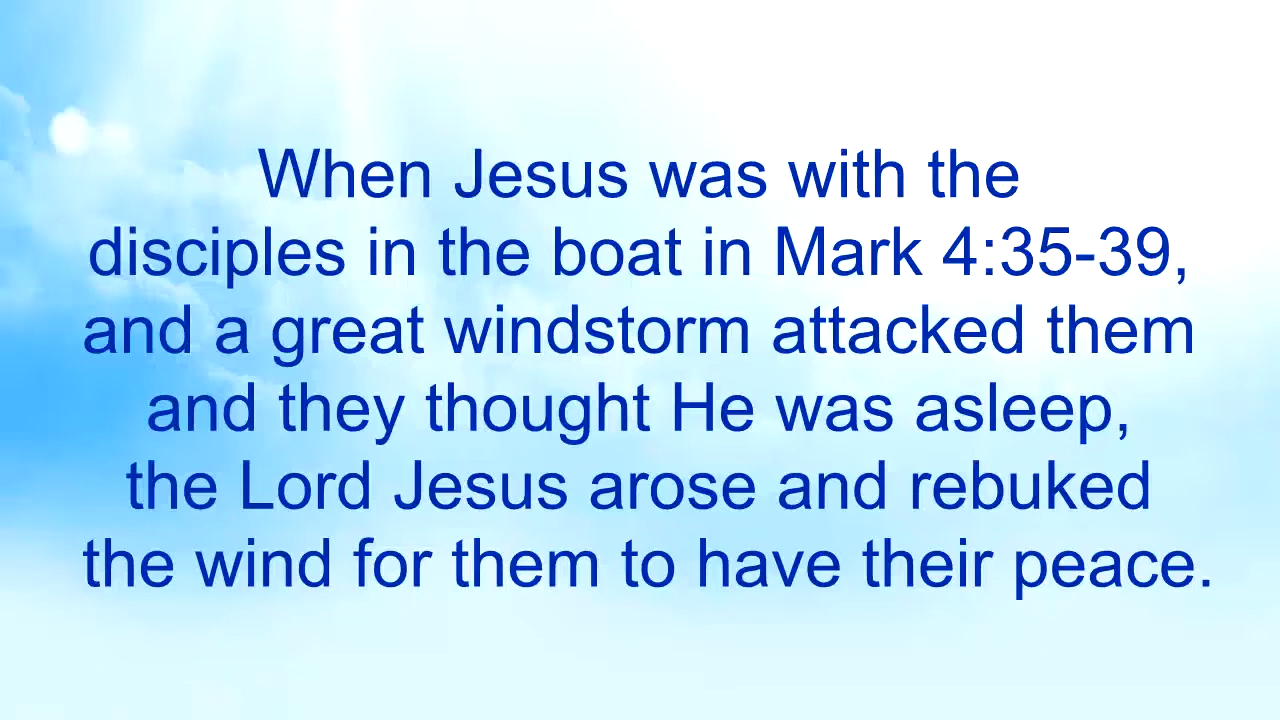 When Jesus was with the
disciples in the boat in Mark 4:35-39,
and a great windstorm attacked them
and they thought He was asleep,
the Lord Jesus arose and rebuked
the wind for them to have their peace.